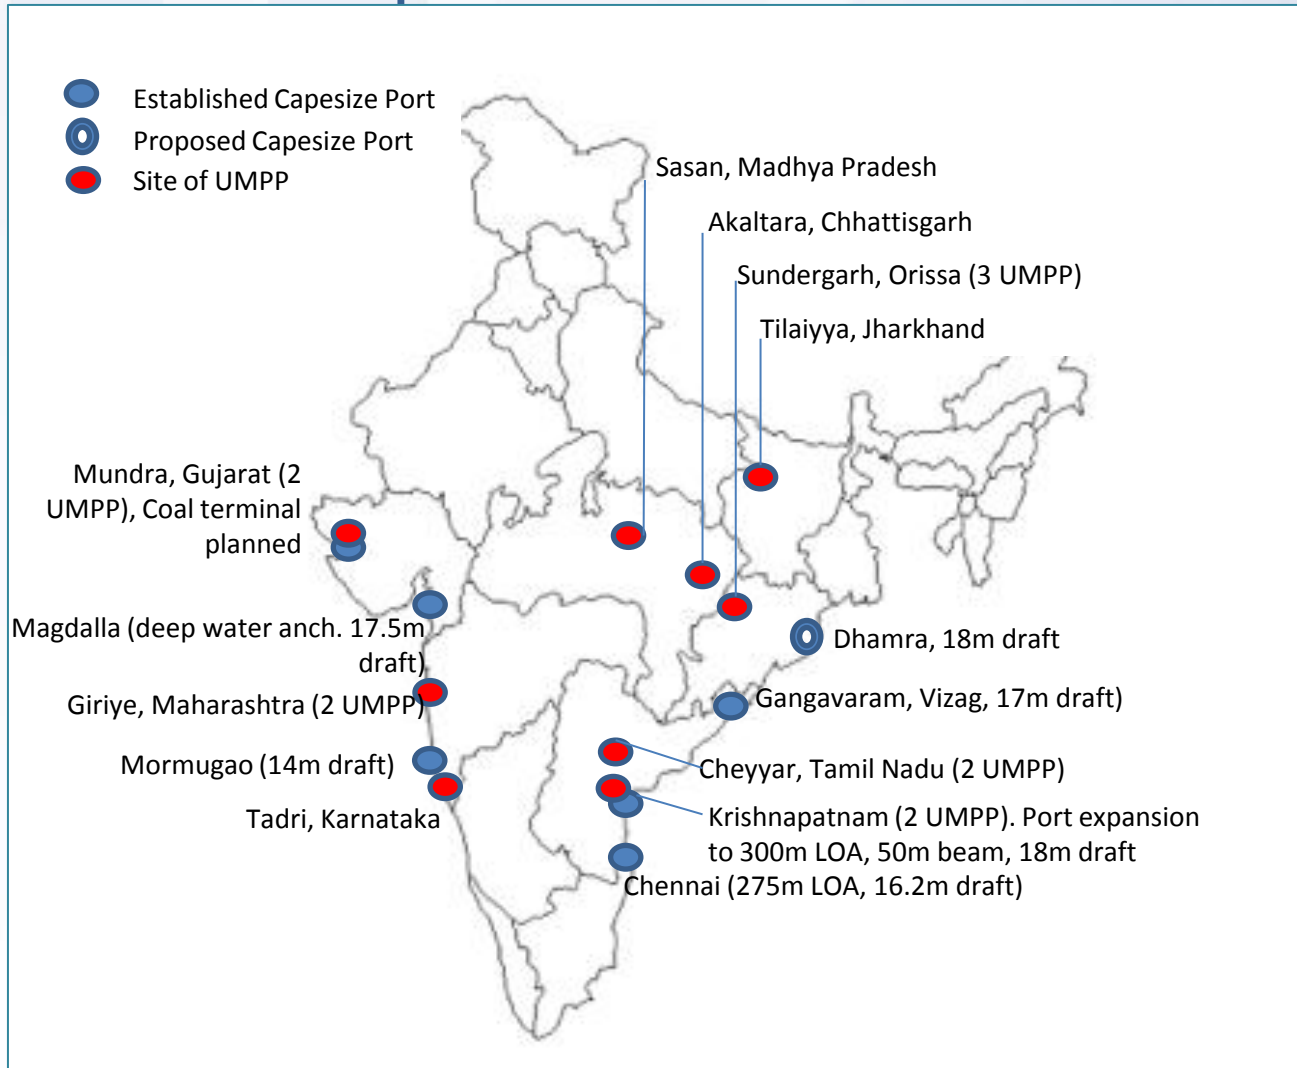 Established Capesize Port
Proposed Capesize Port
Site of UMPP
Sasan, Madhya Pradesh
Akaltara, Chhattisgarh
Sundergarh, Orissa (3 UMPP)
Tilaiyya, Jharkhand
Mundra, Gujarat (2
UMPP), Coal terminal
planned
Magdalla (deep water anch. 17.5m
draft)
Dhamra, 18m draft
Giriye, Maharashtra (2 UMPP)
Gangavaram, Vizag, 17m draft)
Mormugao (14m draft)
Cheyyar, Tamil Nadu (2 UMPP)
Tadri, Karnataka
Krishnapatnam (2 UMPP). Port expansion
to 300m LOA, 50m beam, 18m draft
Chennai (275m LOA, 16.2m draft)